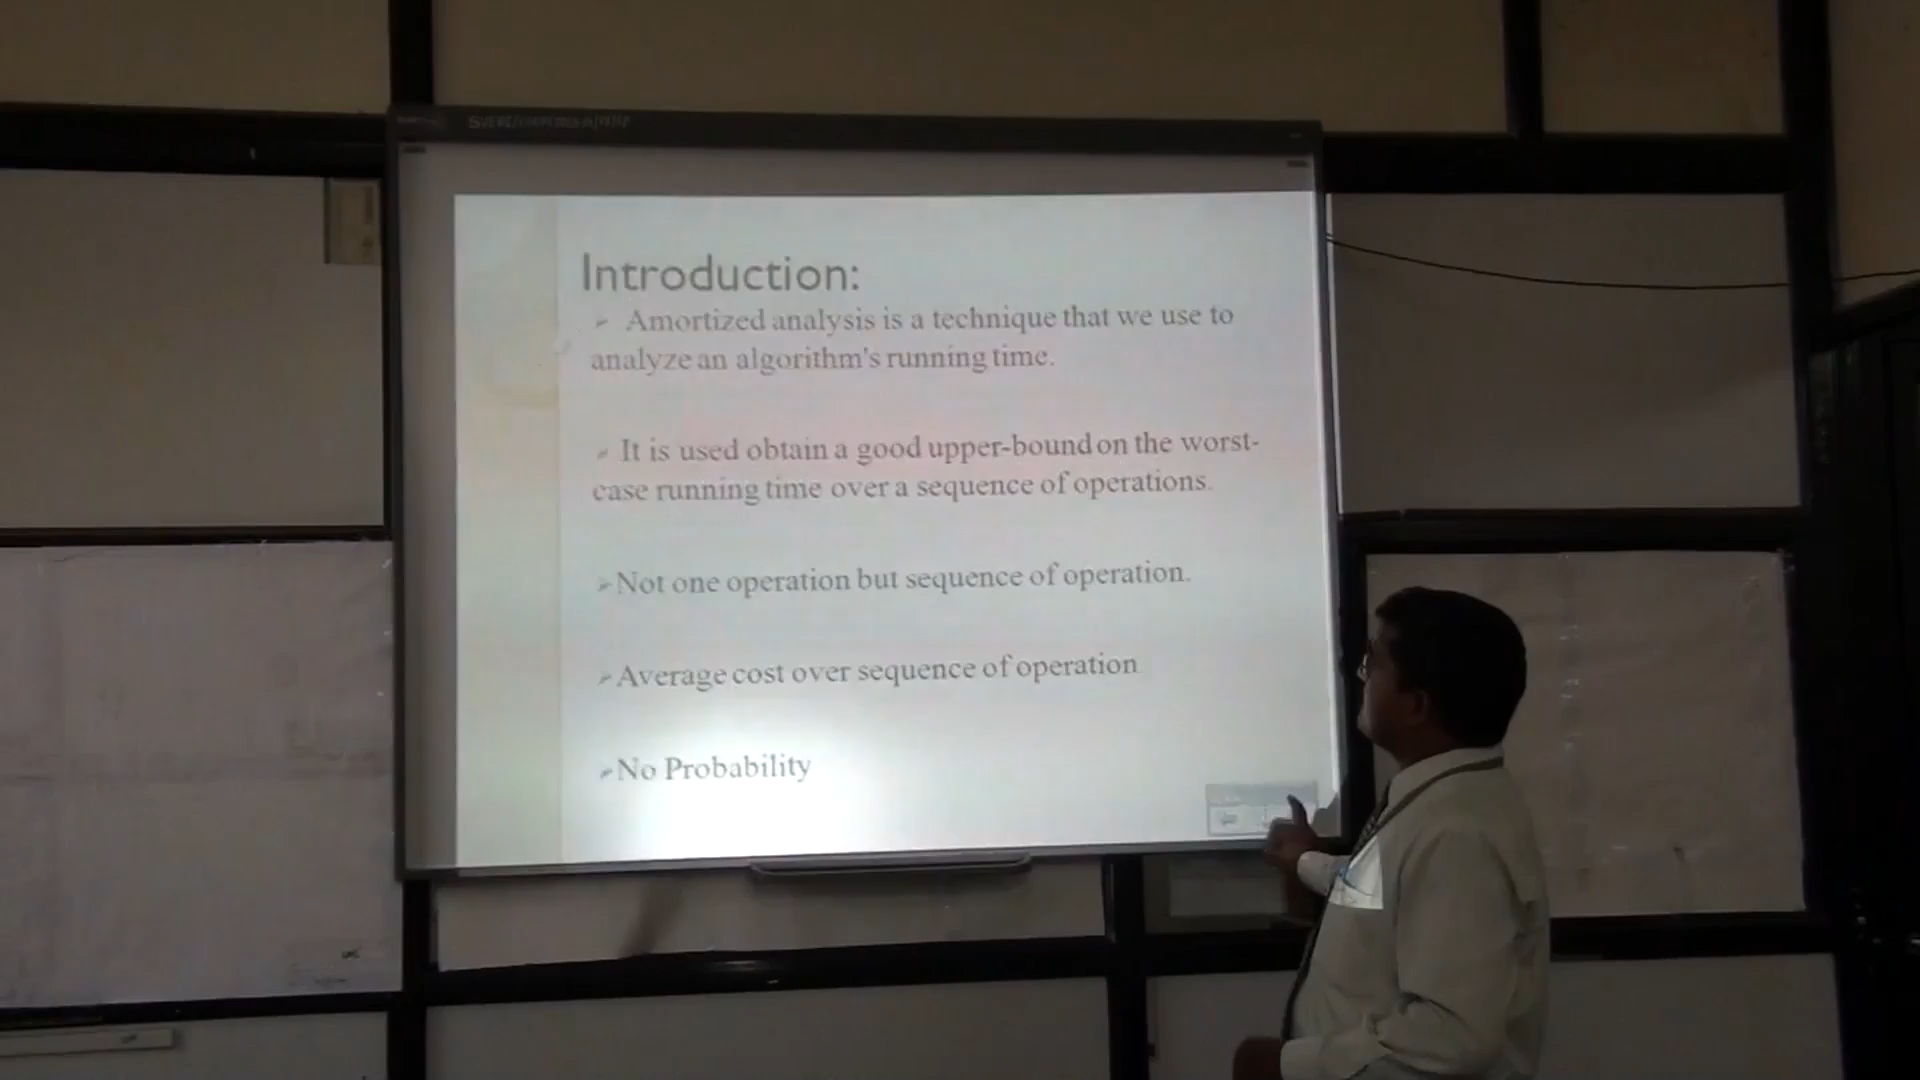 Introduction:
➢ Amortized analysis is a technique that we use to
analyze an algorithm's running time.
➢ It is used obtain a good upper-bound on the worst-
case running time over a sequence of operations.
➢Not one operation but sequence of operation.
➢Average cost over sequence of operation
➢No Probability